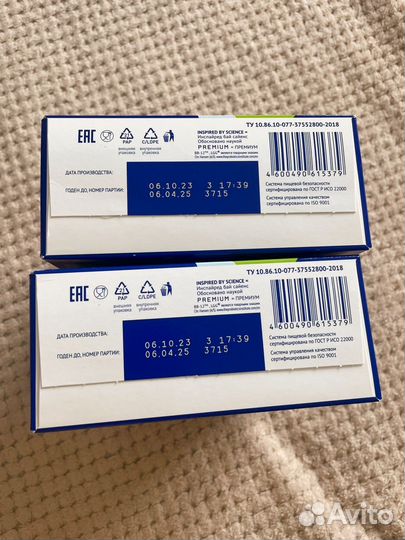 ТУ 10.86.10-077-37552800-2018
EAC
21
PAP
внешняя
упаковка
C/LDPE
внутренняя
упаковка
INSPIRED BY SCIENCE =
Инспайред бай сайенс
Обосновано наукой
PREMIUM = ПРЕМИУМ
4 600490 615379
ДАТА ПРОИЗВОДСТВА:
ГОДЕН ДО, НОМЕР ПАРТИИ:
06.10.23 3 17:39
06.04.25 3715
Система пищевой безопасности
сертифицирована по ГОСТ Р ИСО 22000
Система управления качеством
сертифицирована по ISO 9001
ТУ 10.86.10-077-37552800-2018
EAC
21
PAP
внешняя
упаковка
C/LDPE
внутренняя
упаковка
INSPIRED BY SCIENCE =
Инспайред бай сайенс
Обосновано наукой
PREMIUM = ПРЕМИУМ
4 600490 615379
ДАТА ПРОИЗВОДСТВА:
ГОДЕН ДО, НОМЕР ПАРТИИ:
06.10.23 3 17:39
06.04.25 3715
Система пищевой безопасности
сертифицирована по ГОСТ Р ИСО 22000
Система управления качеством
сертифицирована по ISO 9001
Avito